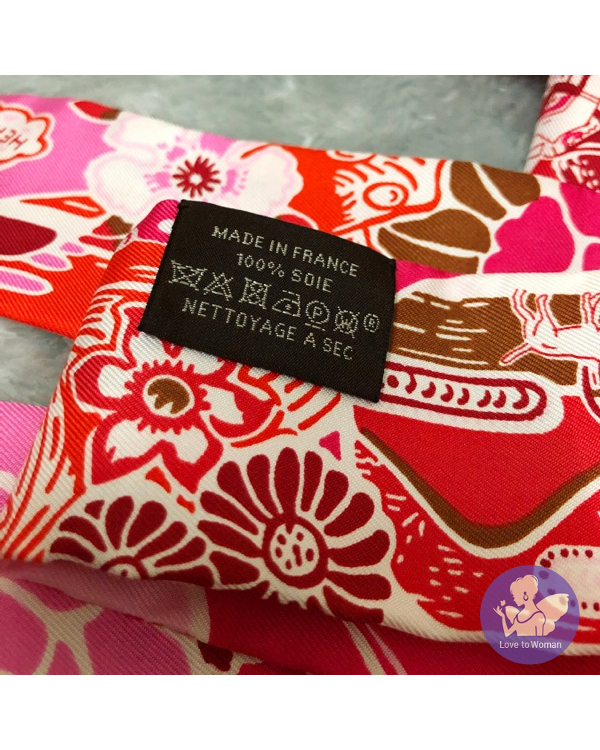 MADE IN FRANCE
100% SOIE
P W ®
NETTOYAGE À SEC
Love to Woman